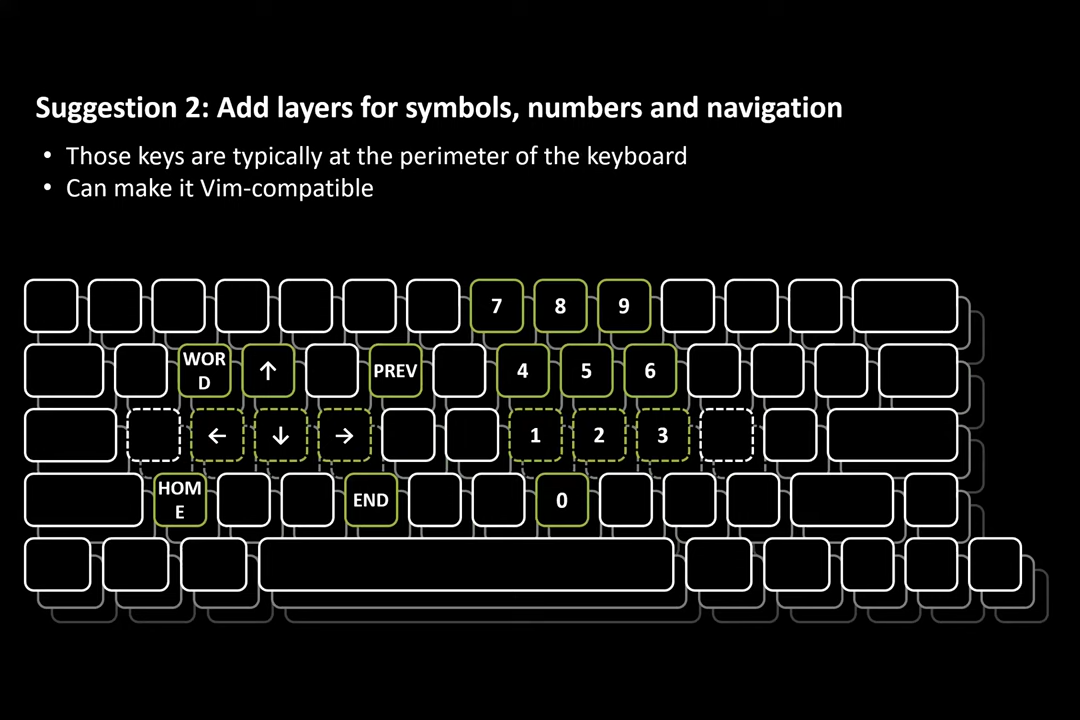 Suggestion 2: Add layers for symbols, numbers and navigation
• Those keys are typically at the perimeter of the keyboard
• Can make it Vim-compatible
7 8 9
WOR
D
↑ PREV 4 5 6
← ↓ → 1 2 3
HOM
E
END 0